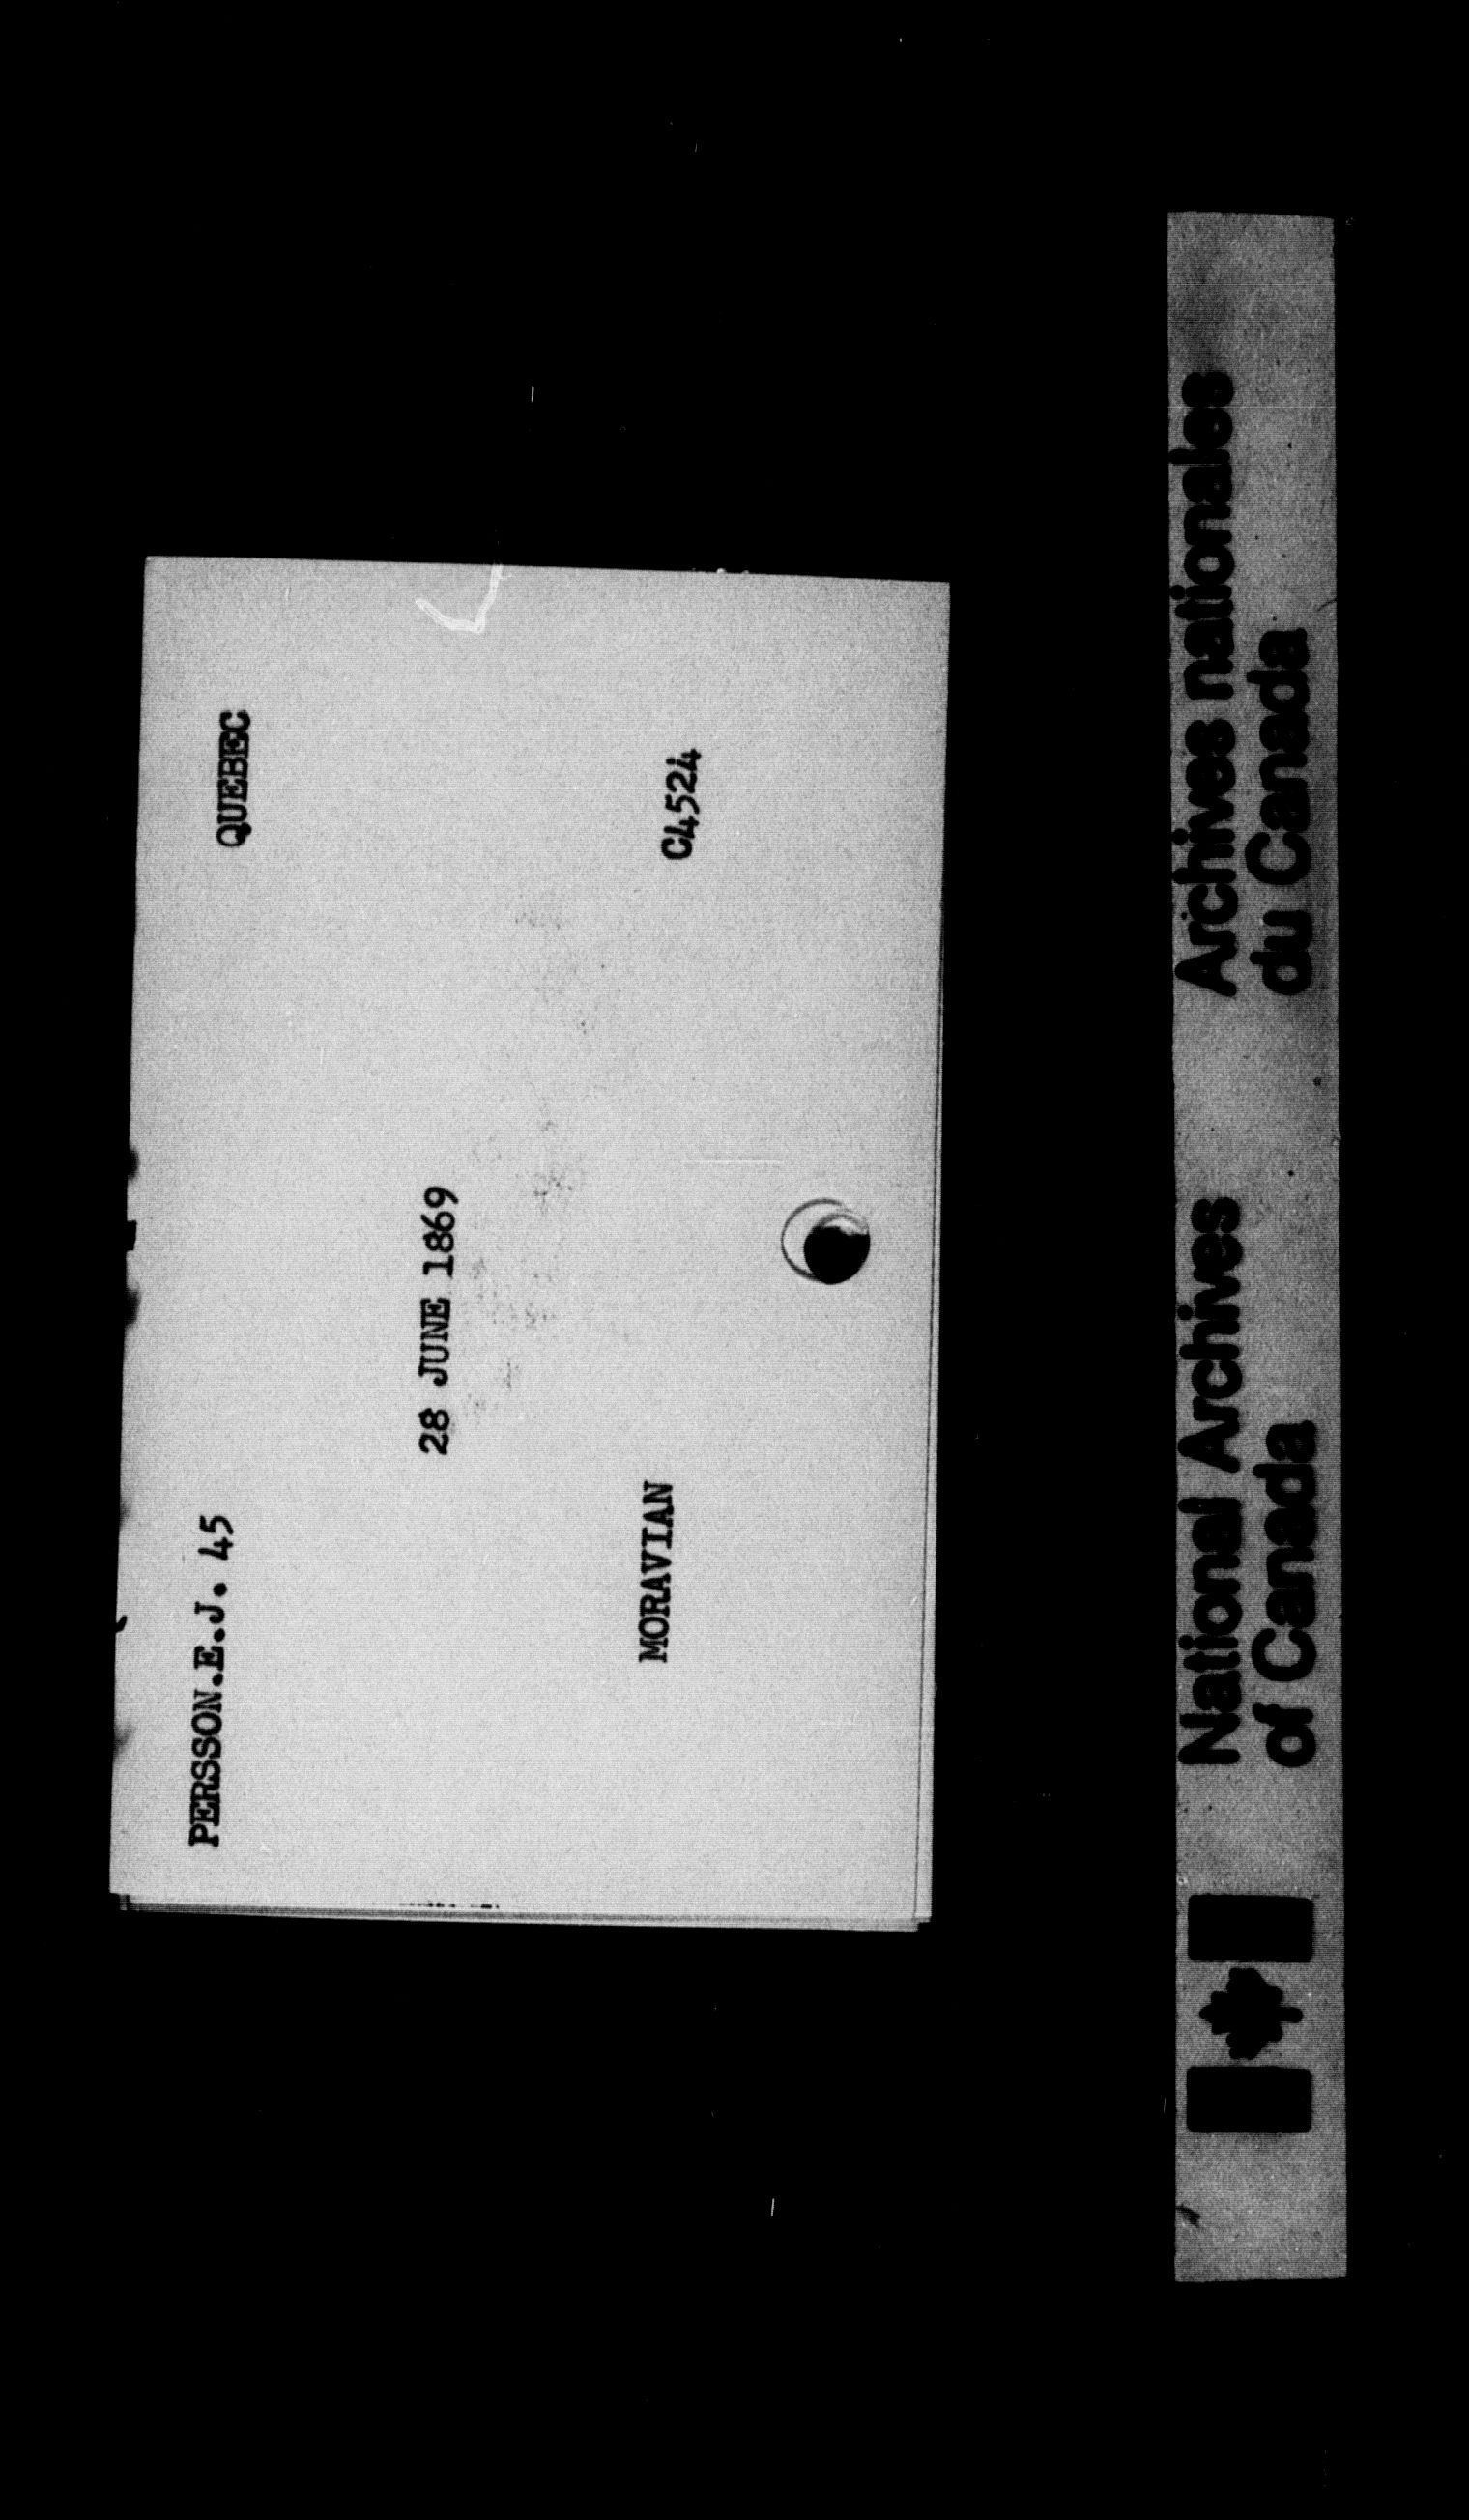 PERSSON.E.J. 45 QUEBEC
28 JUNE 1869
MORAVIAN C4524
National Archives
of Canada
Archives nationales
du Canada